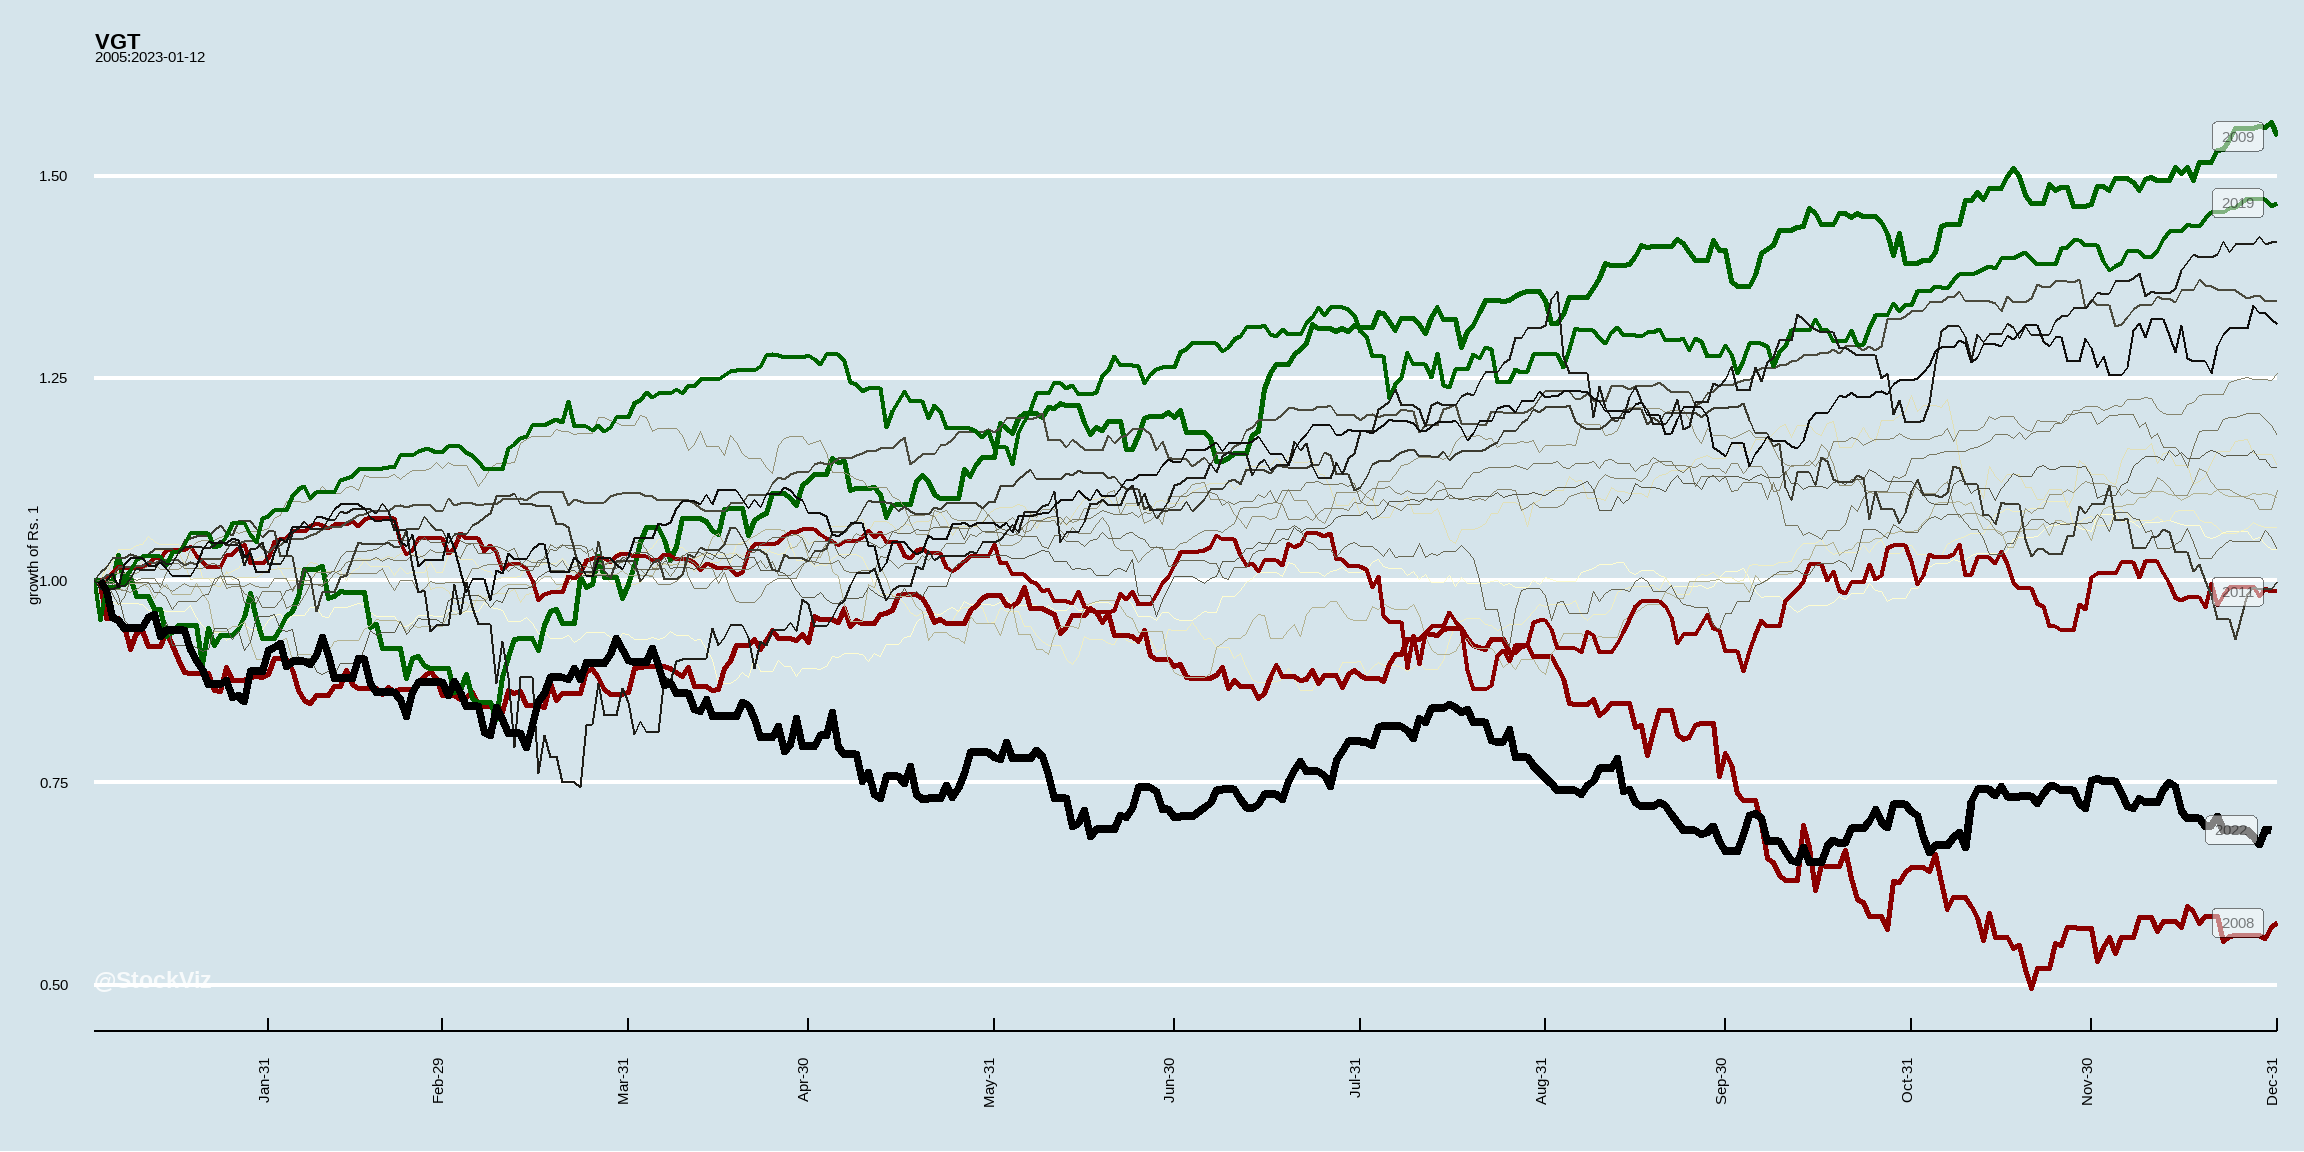 VGT
2005:2023-01-12
growth of Rs. 1
1.50
1.25
1.00
0.75
0.50
2009
2019
2011
2022
2008
@StockViz
Jan-31
Feb-29
Mar-31
Apr-30
May-31
Jun-30
Jul-31
Aug-31
Sep-30
Oct-31
Nov-30
Dec-31